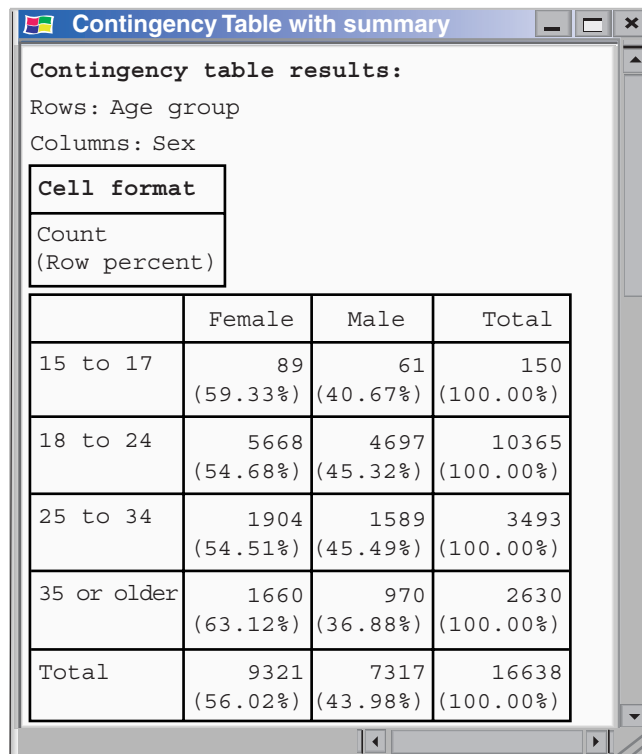 Contingency Table with summary
Contingency table results:
Rows: Age group
Columns: Sex
Cell format
Count
(Row percent)
Female Male Total
15 to 17 89 61 150
(59.33%) (40.67%) (100.00%)
18 to 24 5668 4697 10365
(54.68%) (45.32%) (100.00%)
25 to 34 1904 1589 3493
(54.51%) (45.49%) (100.00%)
35 or older 1660 970 2630
(63.12%) (36.88%) (100.00%)
Total 9321 7317 16638
(56.02%) (43.98%) (100.00%)